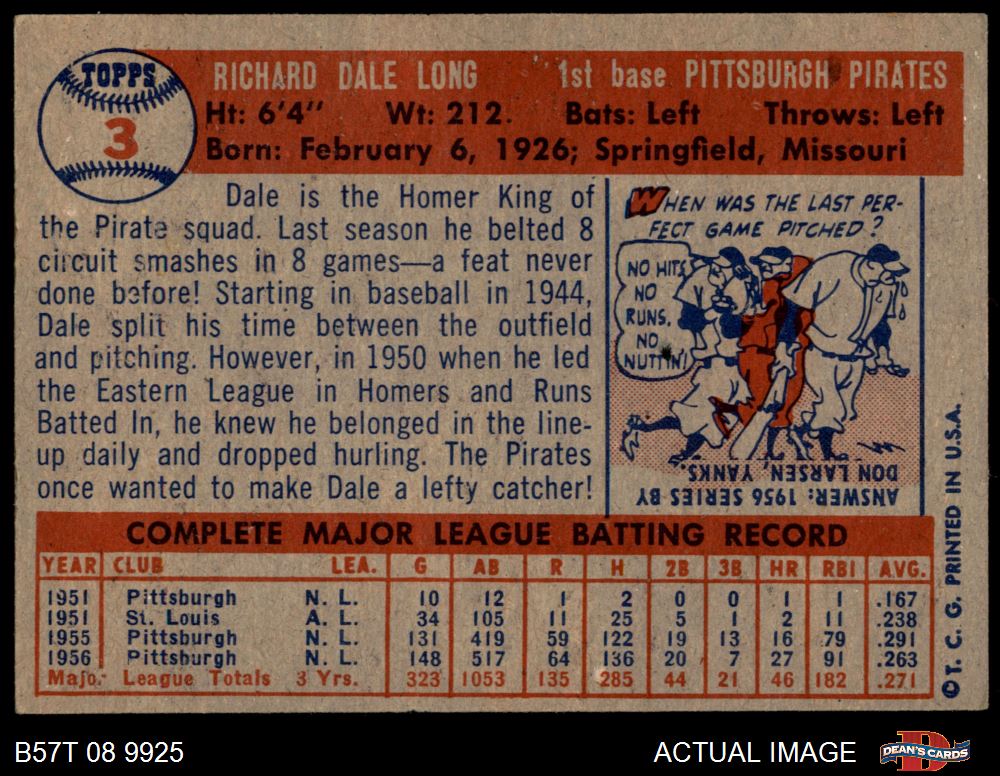 TOPPS
3
RICHARD DALE LONG 1st base PITTSBURGH PIRATES
Ht: 6'4" Wt: 212. Bats: Left Throws: Left
Born: February 6, 1926; Springfield, Missouri
Dale is the Homer King of
the Pirate squad. Last season he belted 8
circuit smashes in 8 games—a feat never
done before! Starting in baseball in 1944,
Dale split his time between the outfield
and pitching. However, in 1950 when he led
the Eastern League in Homers and Runs
Batted In, he knew he belonged in the line-
up daily and dropped hurling. The Pirates
once wanted to make Dale a lefty catcher!
WHEN WAS THE LAST PER-
FECT GAME PITCHED?
NO HITS
NO
RUNS,
NO
NUTTIN'!
ANSWER: 1956 SERIES BY
DON LARSEN, YANKS.
COMPLETE MAJOR LEAGUE BATTING RECORD
YEAR CLUB LEA. G AB R H 2B 3B HR RBI AVG.
1951 Pittsburgh N. L. 10 12 1 2 0 0 1 1 .167
1951 St. Louis A. L. 34 105 11 25 5 1 2 11 .238
1955 Pittsburgh N. L. 131 419 59 122 19 13 16 79 .291
1956 Pittsburgh N. L. 148 517 64 136 20 7 27 91 .263
Major League Totals 3 Yrs. 323 1053 135 285 44 21 46 182 .271
© T. C. G. PRINTED IN U.S.A.
B57T 08 9925 ACTUAL IMAGE
D
DEAN'S CARDS